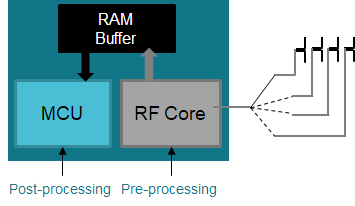 RAM
Buffer
MCU
RF Core
Post-processing
Pre-processing